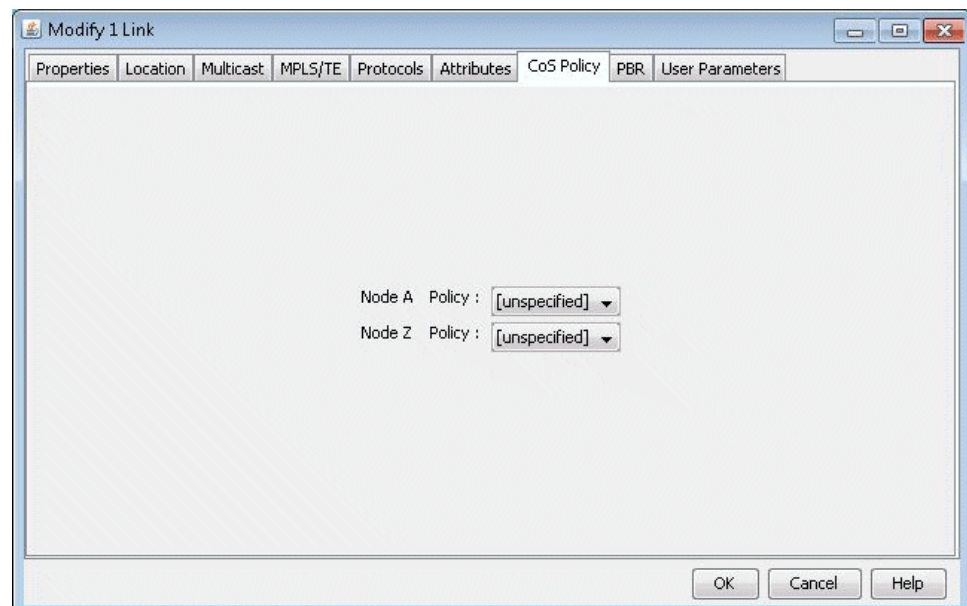 Modify 1 Link
Properties Location Multicast MPLS/TE Protocols Attributes CoS Policy PBR User Parameters
Node A Policy : [unspecified]
Node Z Policy : [unspecified]
OK Cancel Help